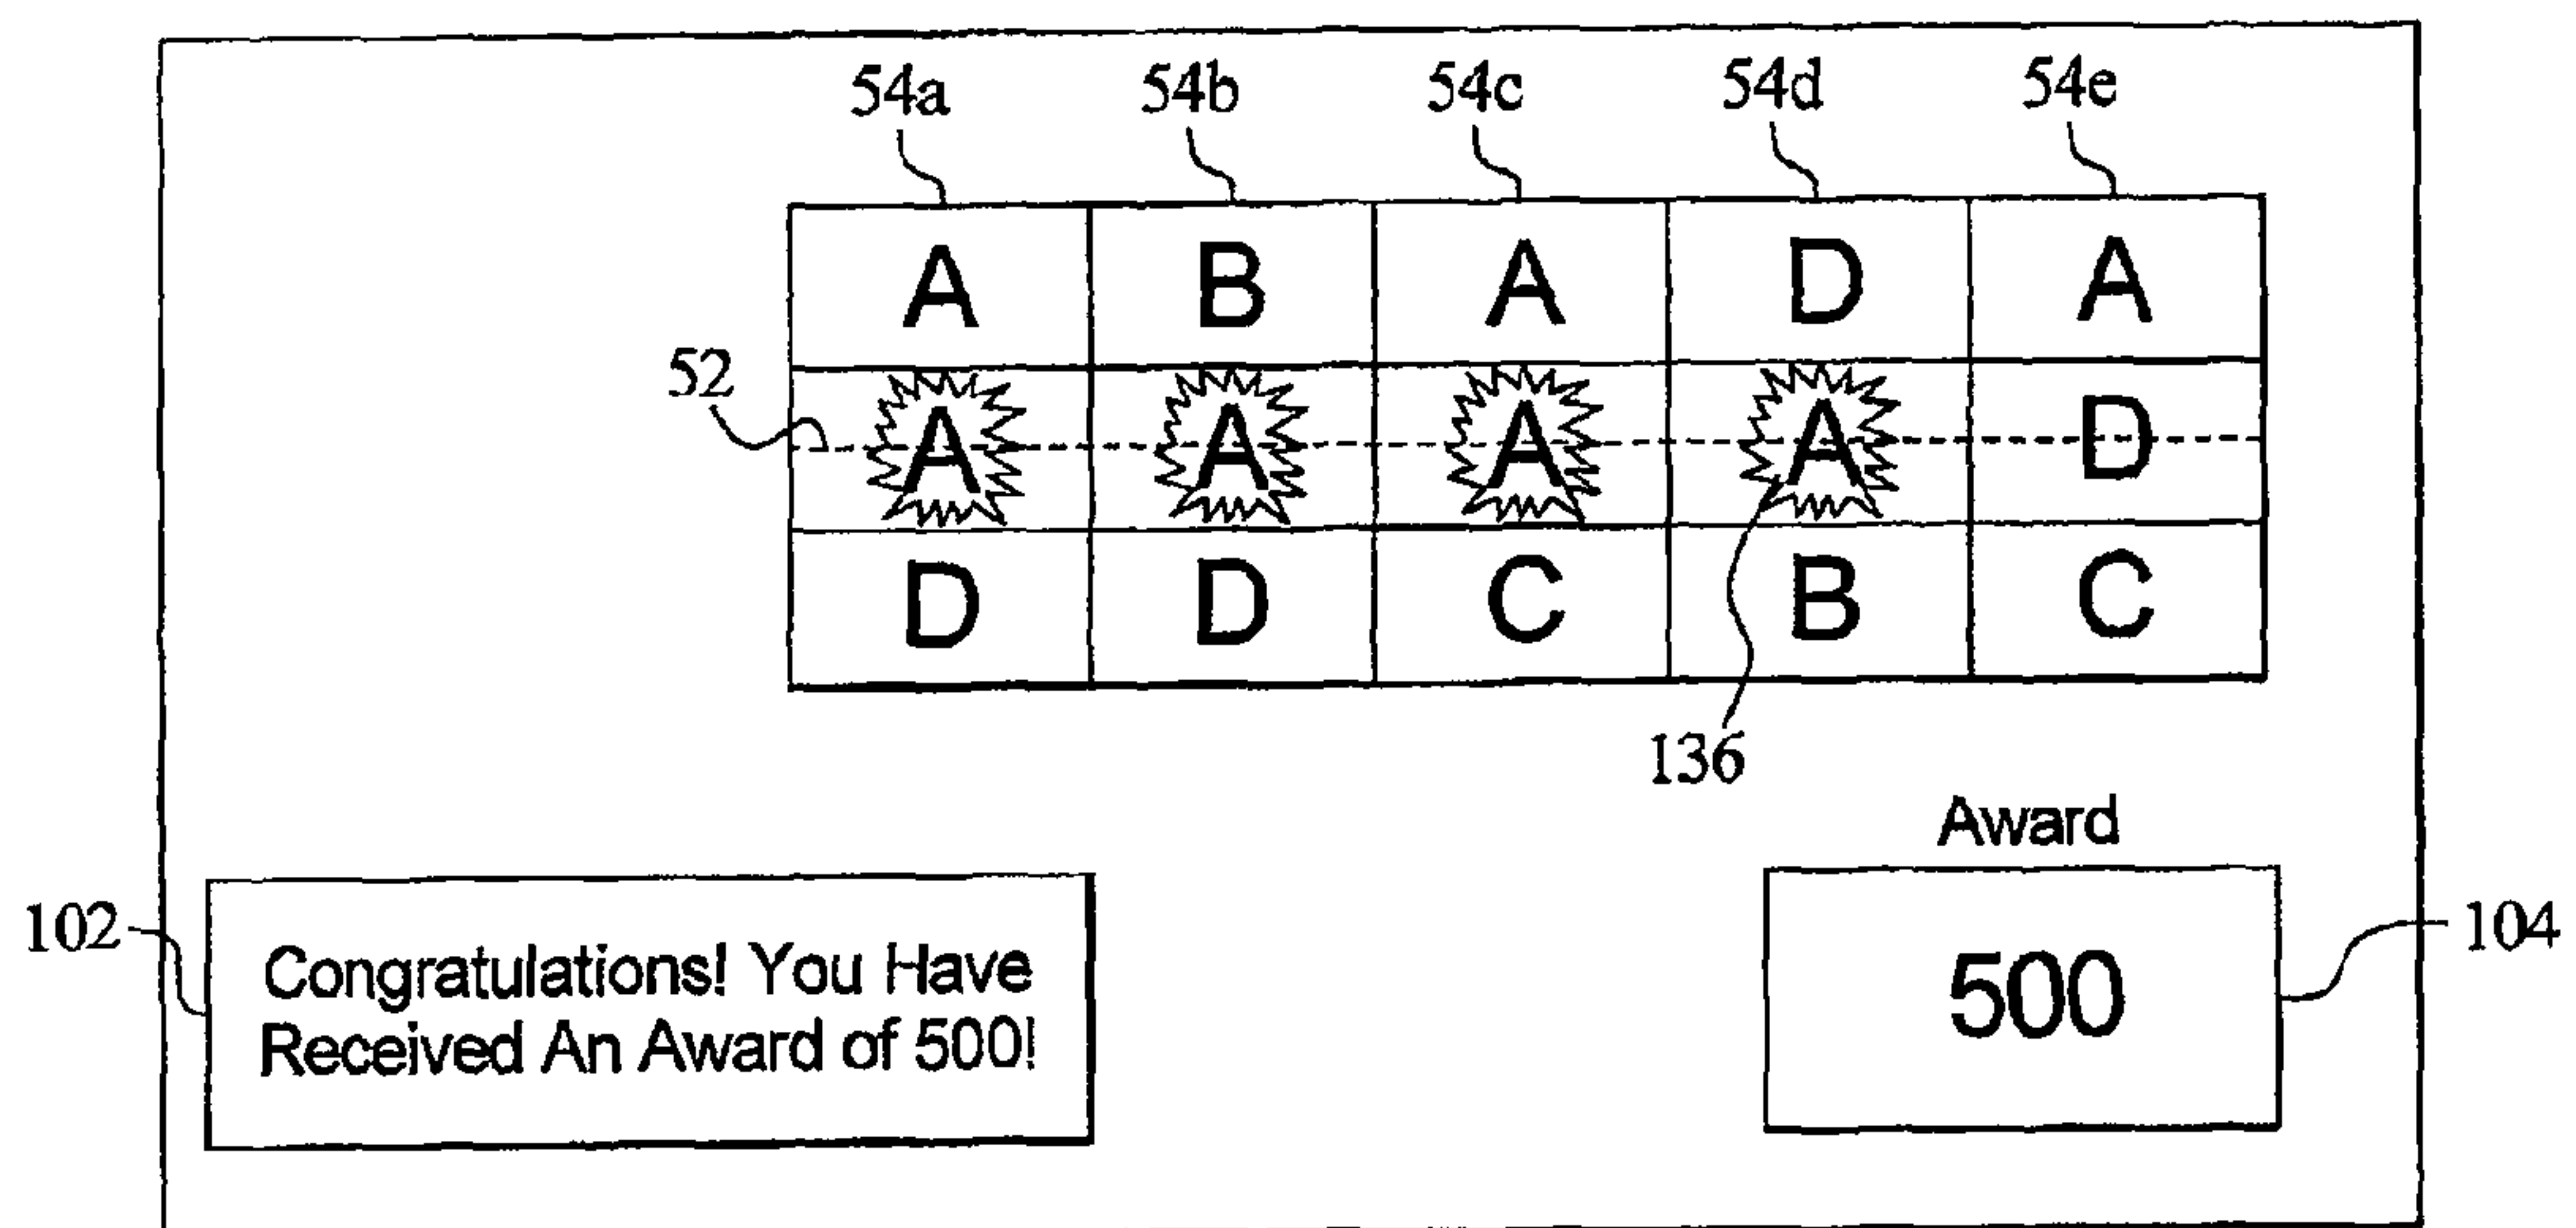 54a 54b 54c 54d 54e
A B A D A
52
A A A A D
D D C B C
136
Award
102
Congratulations! You Have
Received An Award of 500!
500
104